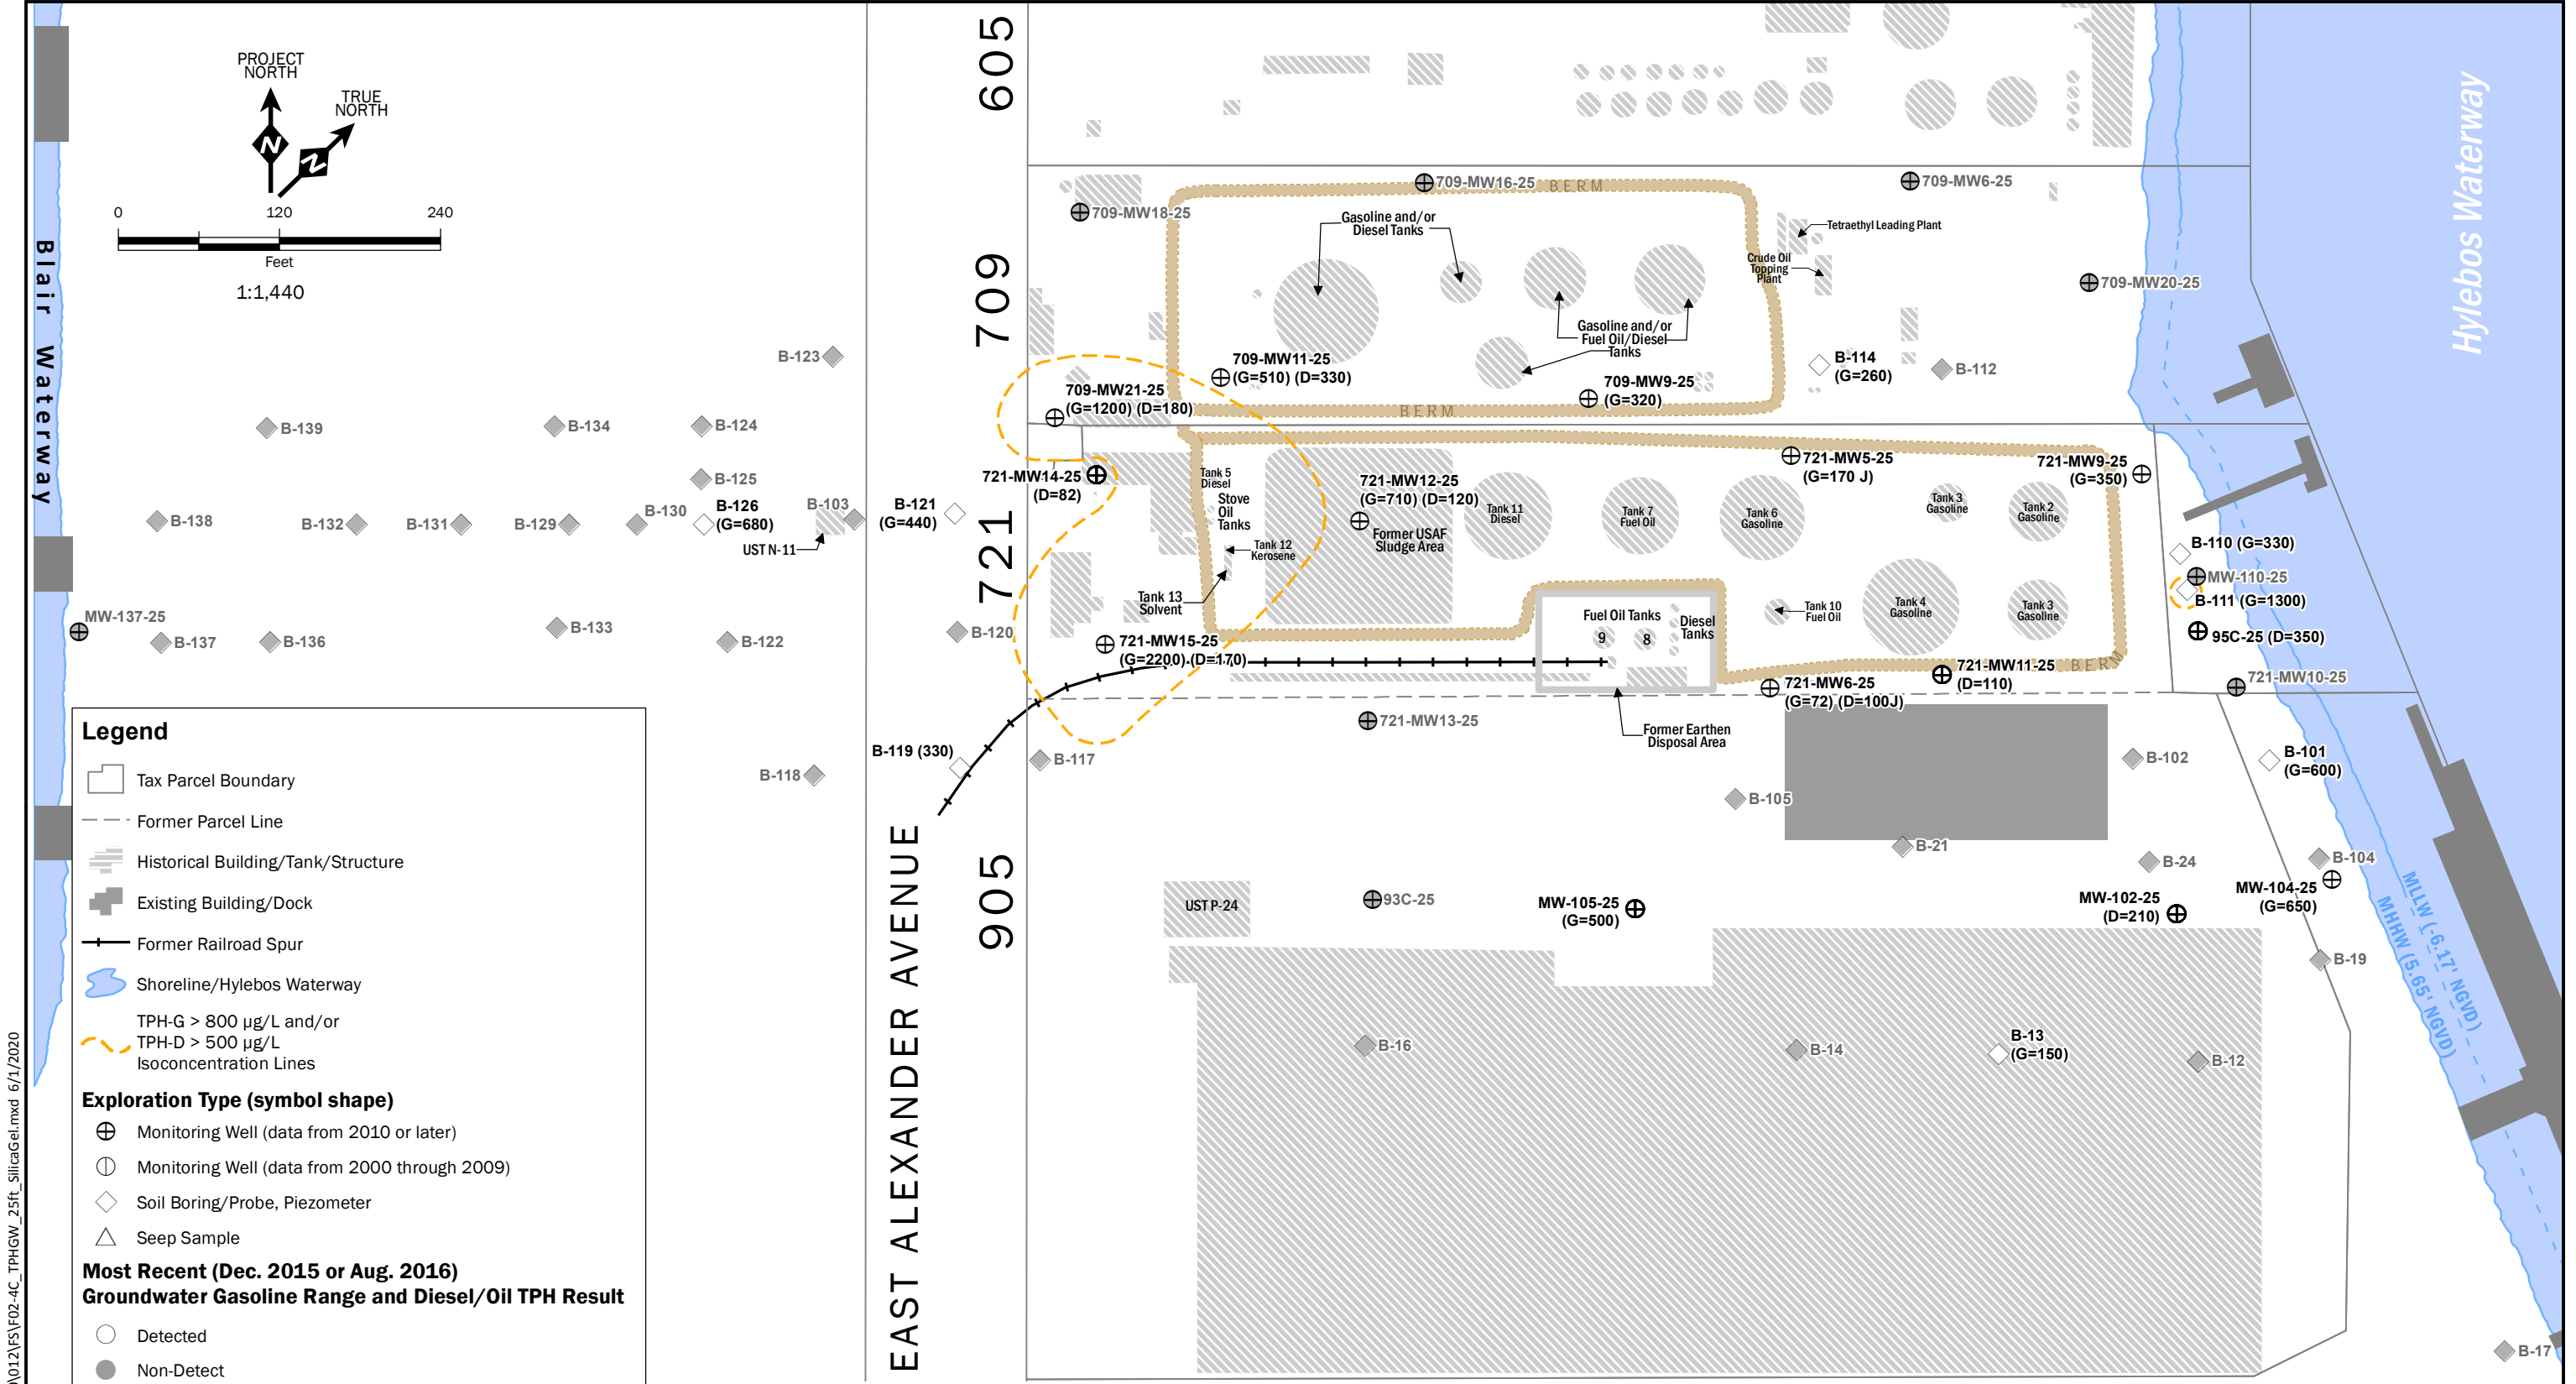 PROJECT
NORTH
TRUE
NORTH
N
N
0
120
240
Feet
1:1,440
Blair Waterway
Hylebos Waterway
605
709
721
905
EAST ALEXANDER AVENUE
709-MW18-25
709-MW16-25
BERM
709-MW6-25
Gasoline and/or
Diesel Tanks
Tetraethyl Leading Plant
Crude Oil
Topping
Plant
709-MW20-25
Gasoline and/or
Fuel Oil/Diesel
Tanks
709-MW11-25
(G=510) (D=330)
709-MW21-25
(G=1200) (D=180)
709-MW9-25
(G=320)
BERM
B-114
(G=260)
B-112
B-123
B-139
B-134
B-124
B-125
B-126
(G=680)
B-103
UST N-11
B-121
(G=440)
B-138
B-132
B-131
B-129
B-130
MW-137-25
B-137
B-136
B-133
B-122
B-120
B-118
B-119 (330)
B-117
721-MW14-25
(D=82)
Tank 5
Diesel
Stove
Oil
Tanks
Tank 12
Kerosene
Tank 13
Solvent
721-MW12-25
(G=710) (D=120)
Former USAF
Sludge Area
Tank 11
Diesel
Tank 7
Fuel Oil
Tank 6
Gasoline
721-MW5-25
(G=170 J)
721-MW9-25
(G=350)
Tank 3
Gasoline
Tank 2
Gasoline
Tank 10
Fuel Oil
Tank 4
Gasoline
Tank 3
Gasoline
Fuel Oil Tanks
9
8
Diesel
Tanks
B-110 (G=330)
MW-110-25
B-111 (G=1300)
95C-25 (D=350)
721-MW10-25
721-MW15-25
(G=2200) (D=170)
721-MW13-25
721-MW6-25
(G=72) (D=100J)
721-MW11-25
(D=110)
BERM
Former Earthen
Disposal Area
B-105
B-102
B-101
(G=600)
B-21
B-24
B-104
MW-104-25
(G=650)
MW-102-25
(D=210)
MW-105-25
(G=500)
93C-25
UST P-24
B-19
B-16
B-14
B-13
(G=150)
B-12
B-17
MLLW (-6.17' NGVD)
MHHW (5.65' NGVD)
Legend
Tax Parcel Boundary
Former Parcel Line
Historical Building/Tank/Structure
Existing Building/Dock
Former Railroad Spur
Shoreline/Hylebos Waterway
TPH-G > 800 µg/L and/or
TPH-D > 500 µg/L
Isoconcentration Lines
Exploration Type (symbol shape)
Monitoring Well (data from 2010 or later)
Monitoring Well (data from 2000 through 2009)
Soil Boring/Probe, Piezometer
Seep Sample
Most Recent (Dec. 2015 or Aug. 2016)
Groundwater Gasoline Range and Diesel/Oil TPH Result
Detected
Non-Detect
\012\FS\F02-4C_TPHGW_25ft_SilicaGel.mxd 6/1/2020